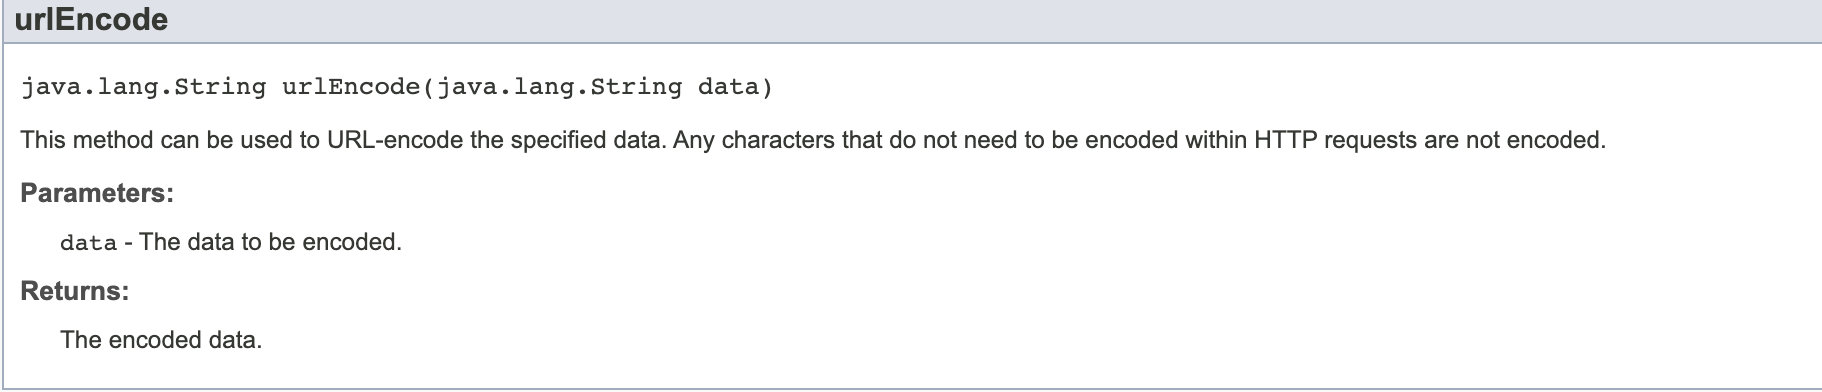 urlEncode
java.lang.String urlEncode(java.lang.String data)
This method can be used to URL-encode the specified data. Any characters that do not need to be encoded within HTTP requests are not encoded.
Parameters:
data - The data to be encoded.
Returns:
The encoded data.